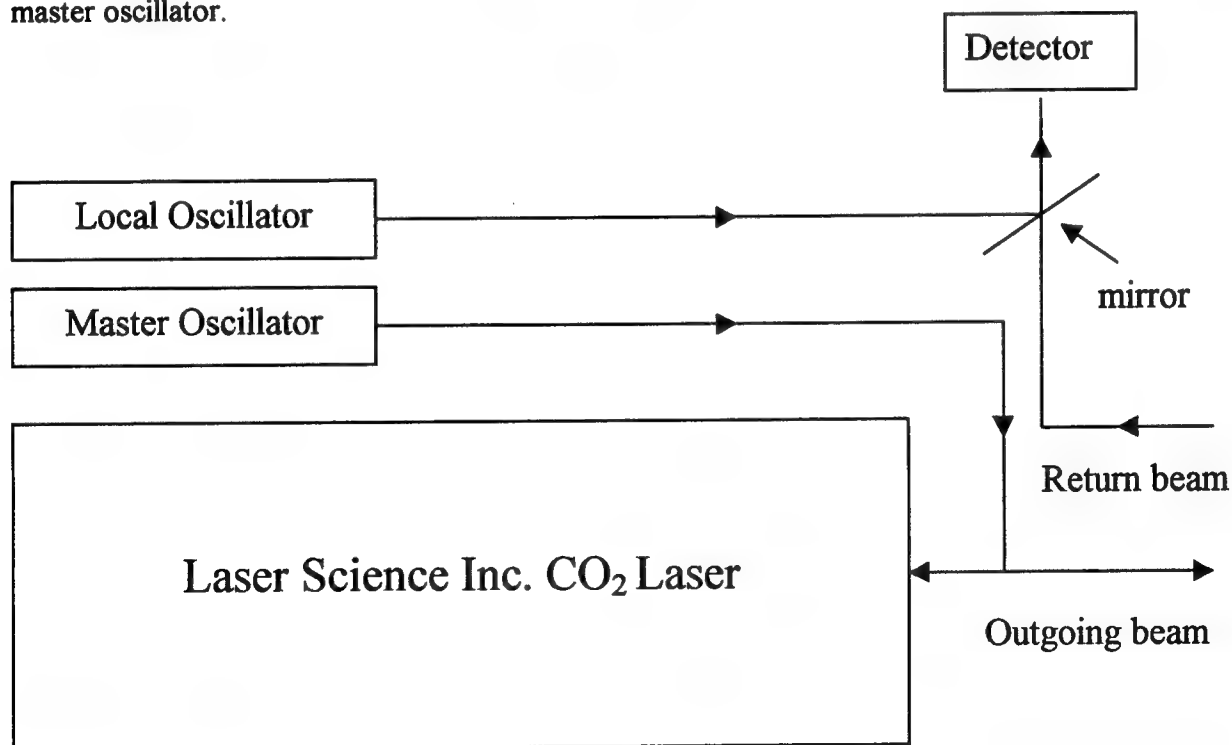 master oscillator.
Detector
Local Oscillator
mirror
Master Oscillator
Return beam
Laser Science Inc. CO₂ Laser
Outgoing beam